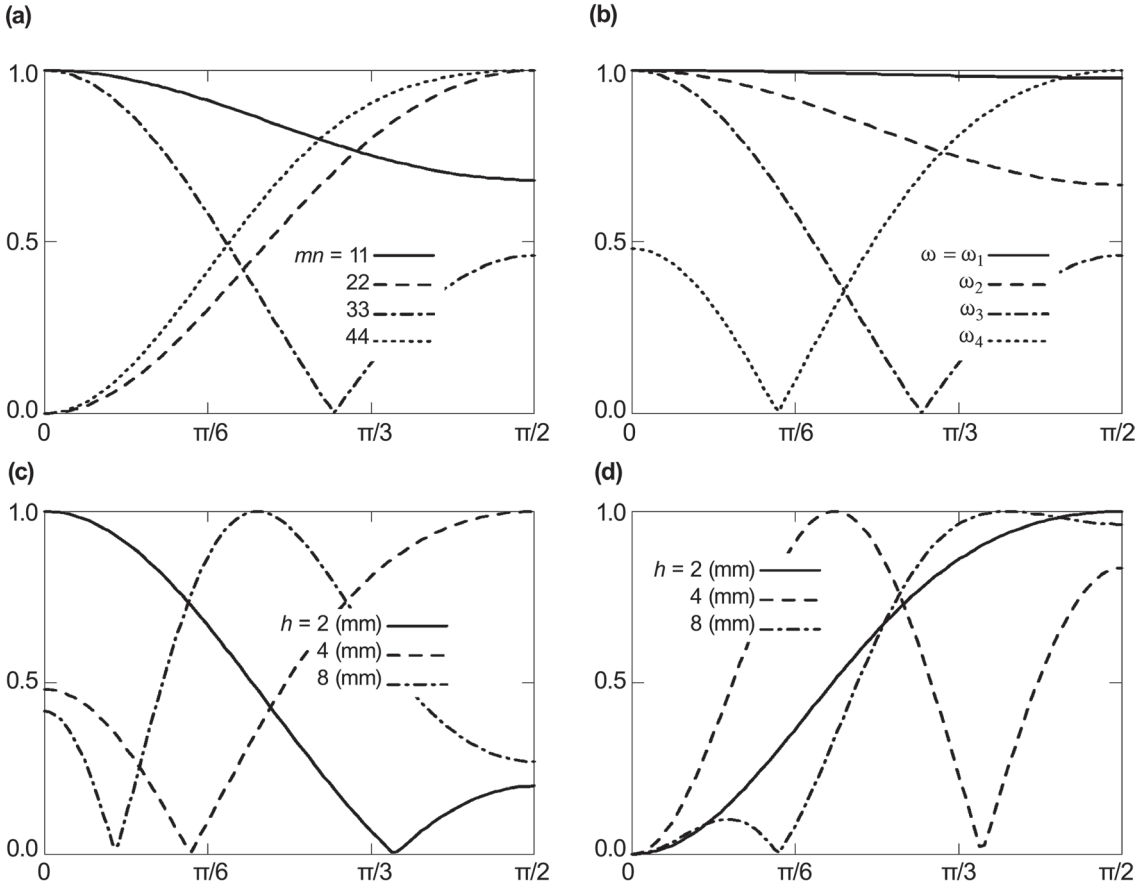 (a)
1.0
0.5
0.0
mn = 11
22
33
44
0
π/6
π/3
π/2
(b)
1.0
0.5
0.0
ω = ω1
ω2
ω3
ω4
0
π/6
π/3
π/2
(c)
1.0
0.5
0.0
h = 2 (mm)
4 (mm)
8 (mm)
0
π/6
π/3
π/2
(d)
1.0
0.5
0.0
h = 2 (mm)
4 (mm)
8 (mm)
0
π/6
π/3
π/2